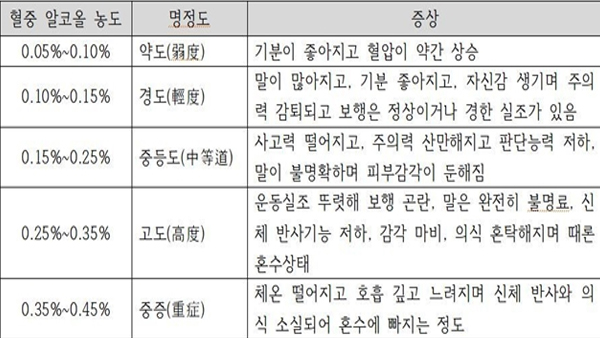 혈중 알코올 농도 명정도 증상
0.05%~0.10% 약도(弱度) 기분이 좋아지고 혈압이 약간 상승
0.10%~0.15% 경도(輕度) 말이 많아지고, 기분 좋아지고, 자신감 생기며 주의
력 감퇴되고 보행은 정상이거나 경한 실조가 있음
0.15%~0.25% 중등도(中等道) 사고력 떨어지고, 주의력 산만해지고 판단능력 저하,
말이 불명확하며 피부감각이 둔해짐
0.25%~0.35% 고도(高度) 운동실조 뚜렷해 보행 곤란, 말은 완전히 불명료, 신
체 반사기능 저하, 감각 마비, 의식 혼탁해지며 때론
혼수상태
0.35%~0.45% 중증(重症) 체온 떨어지고 호흡 깊고 느려지며 신체 반사와 의
식 소실되어 혼수에 빠지는 정도